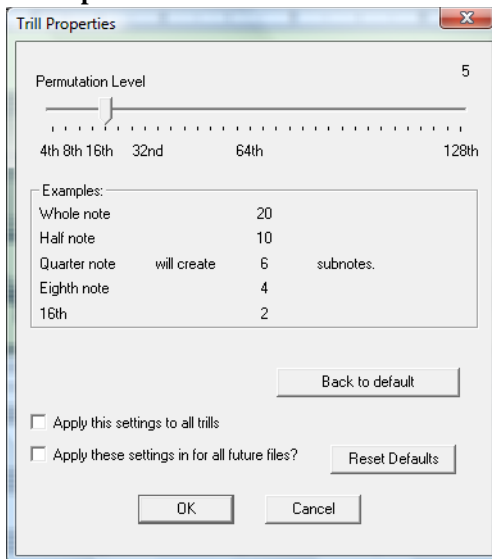 Trill Properties
Permutation Level 5
4th 8th 16th 32nd 64th 128th
Examples:
Whole note 20
Half note 10
Quarter note will create 6 subnotes.
Eighth note 4
16th 2
Back to default
Apply this settings to all trills
Apply these settings in for all future files? Reset Defaults
OK Cancel